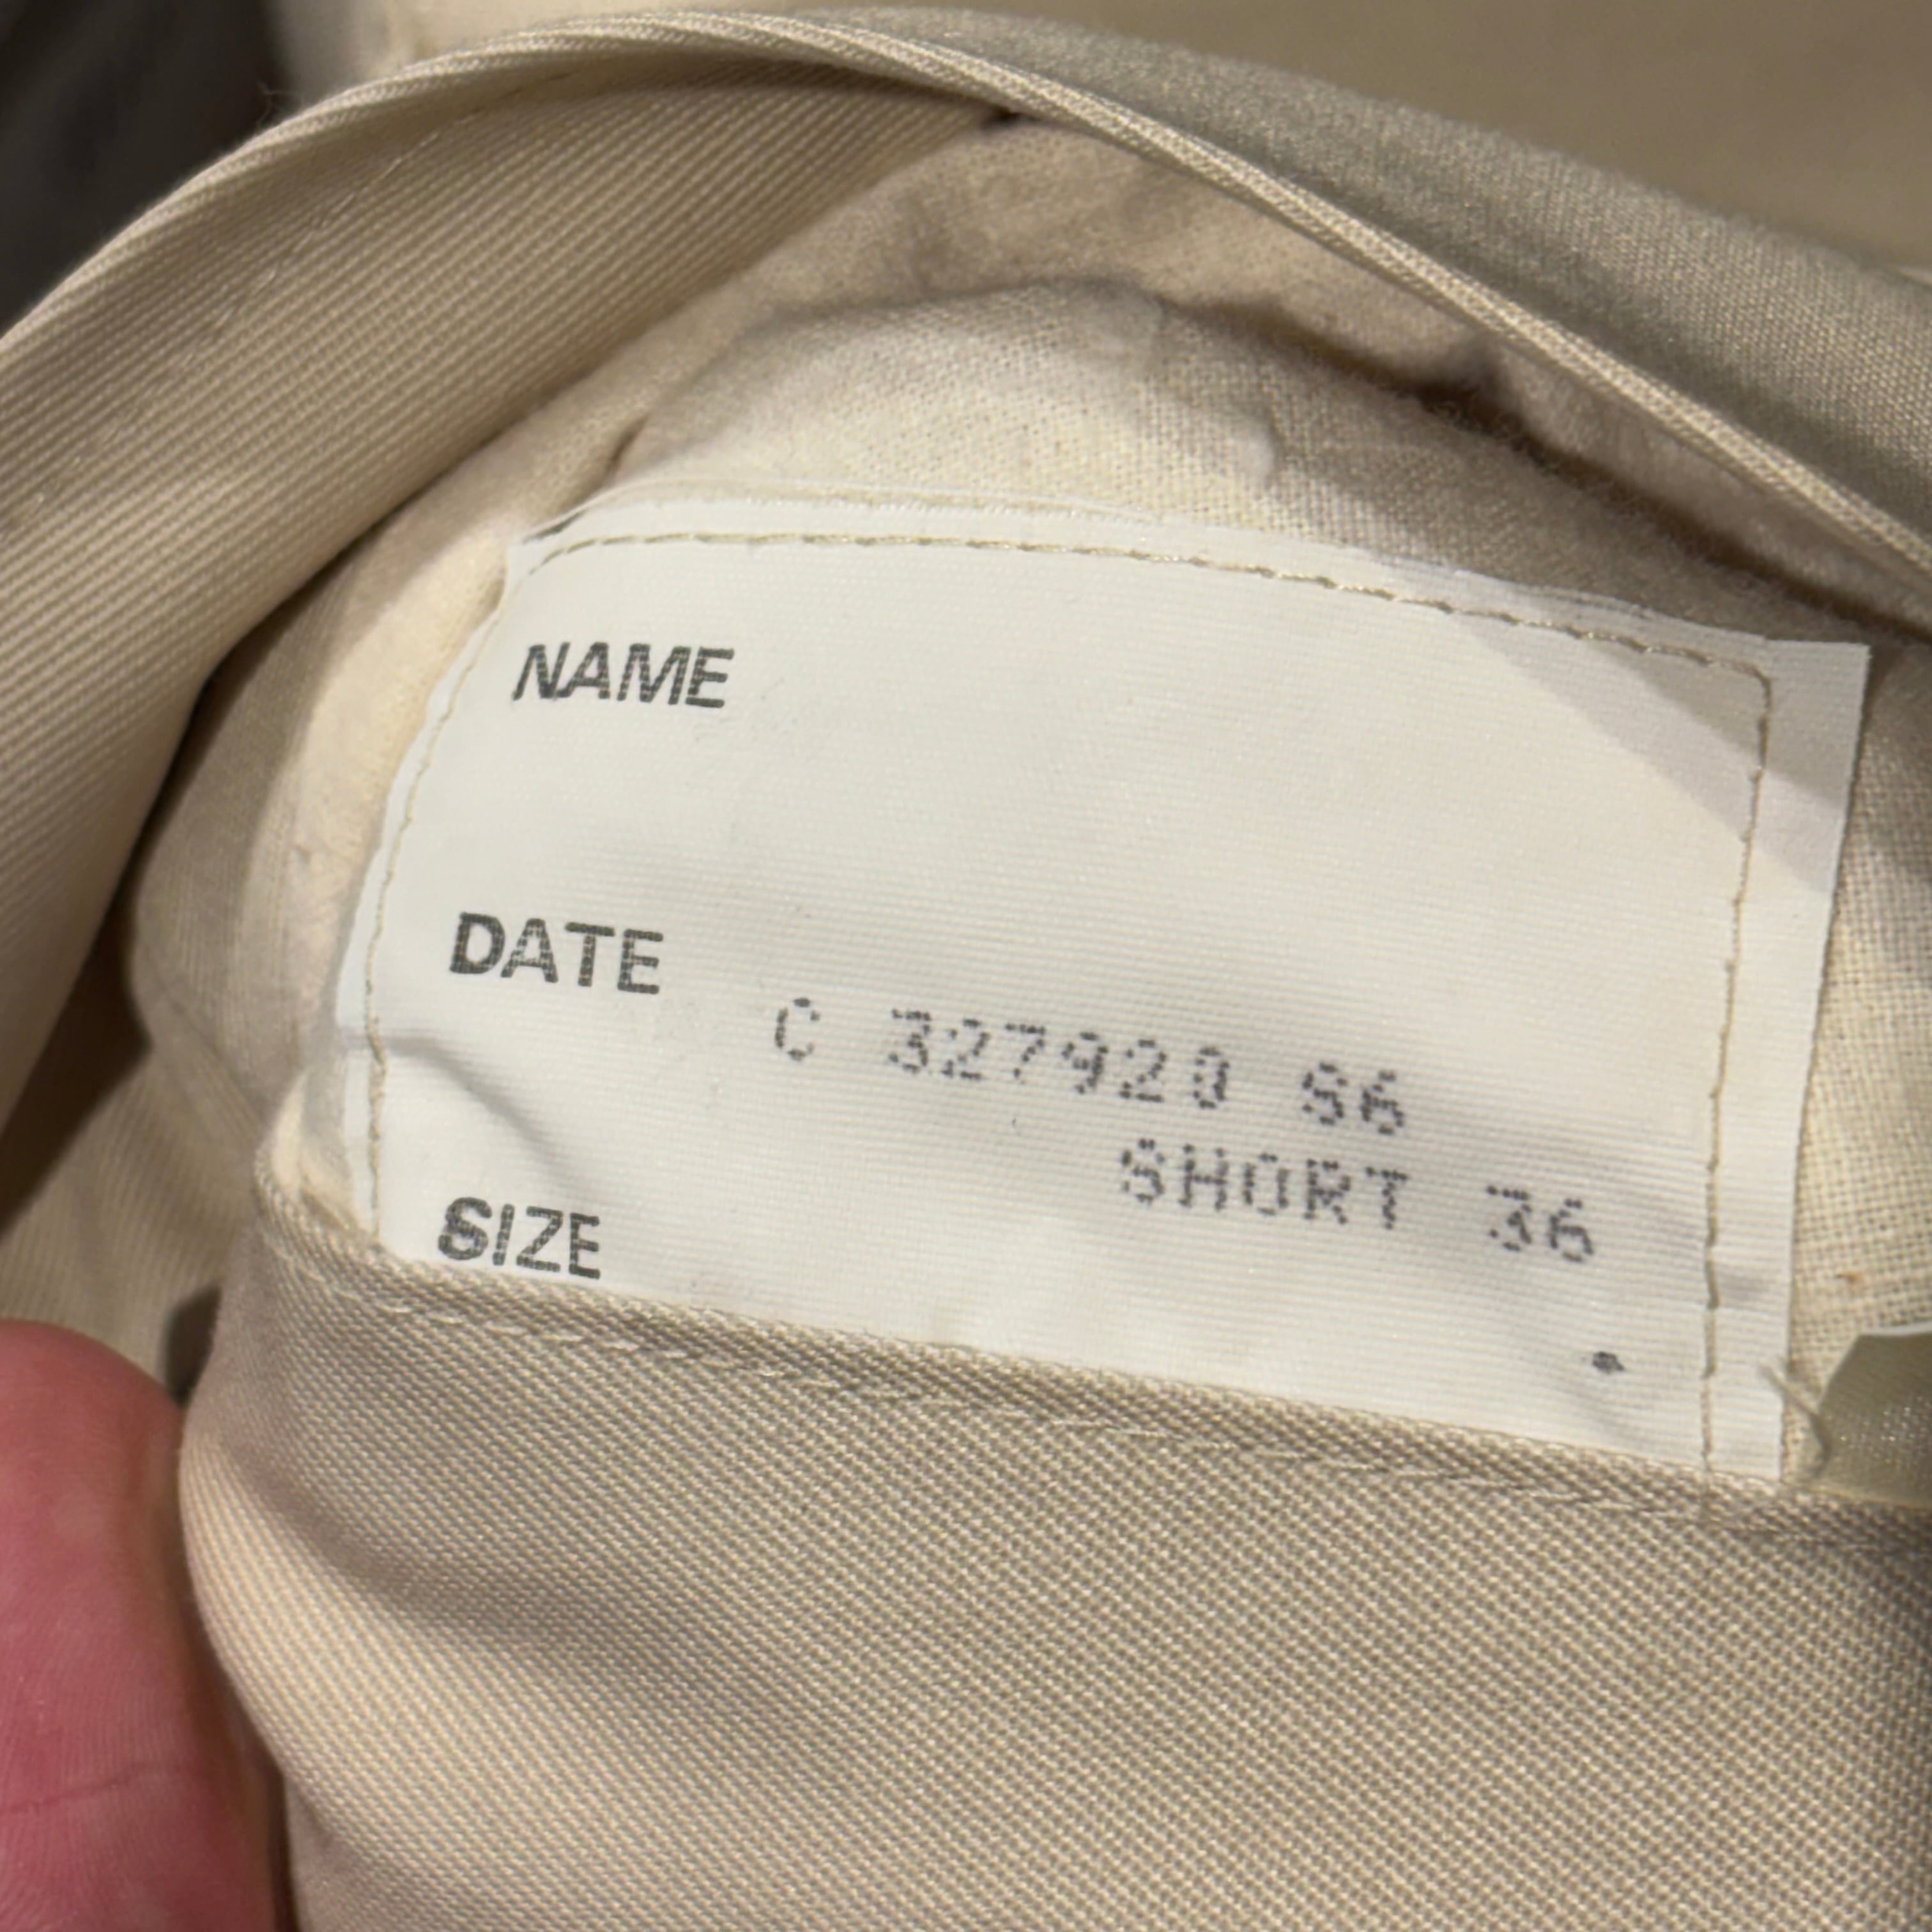 NAME
DATE
C 327920 S6
SHORT 36
SIZE